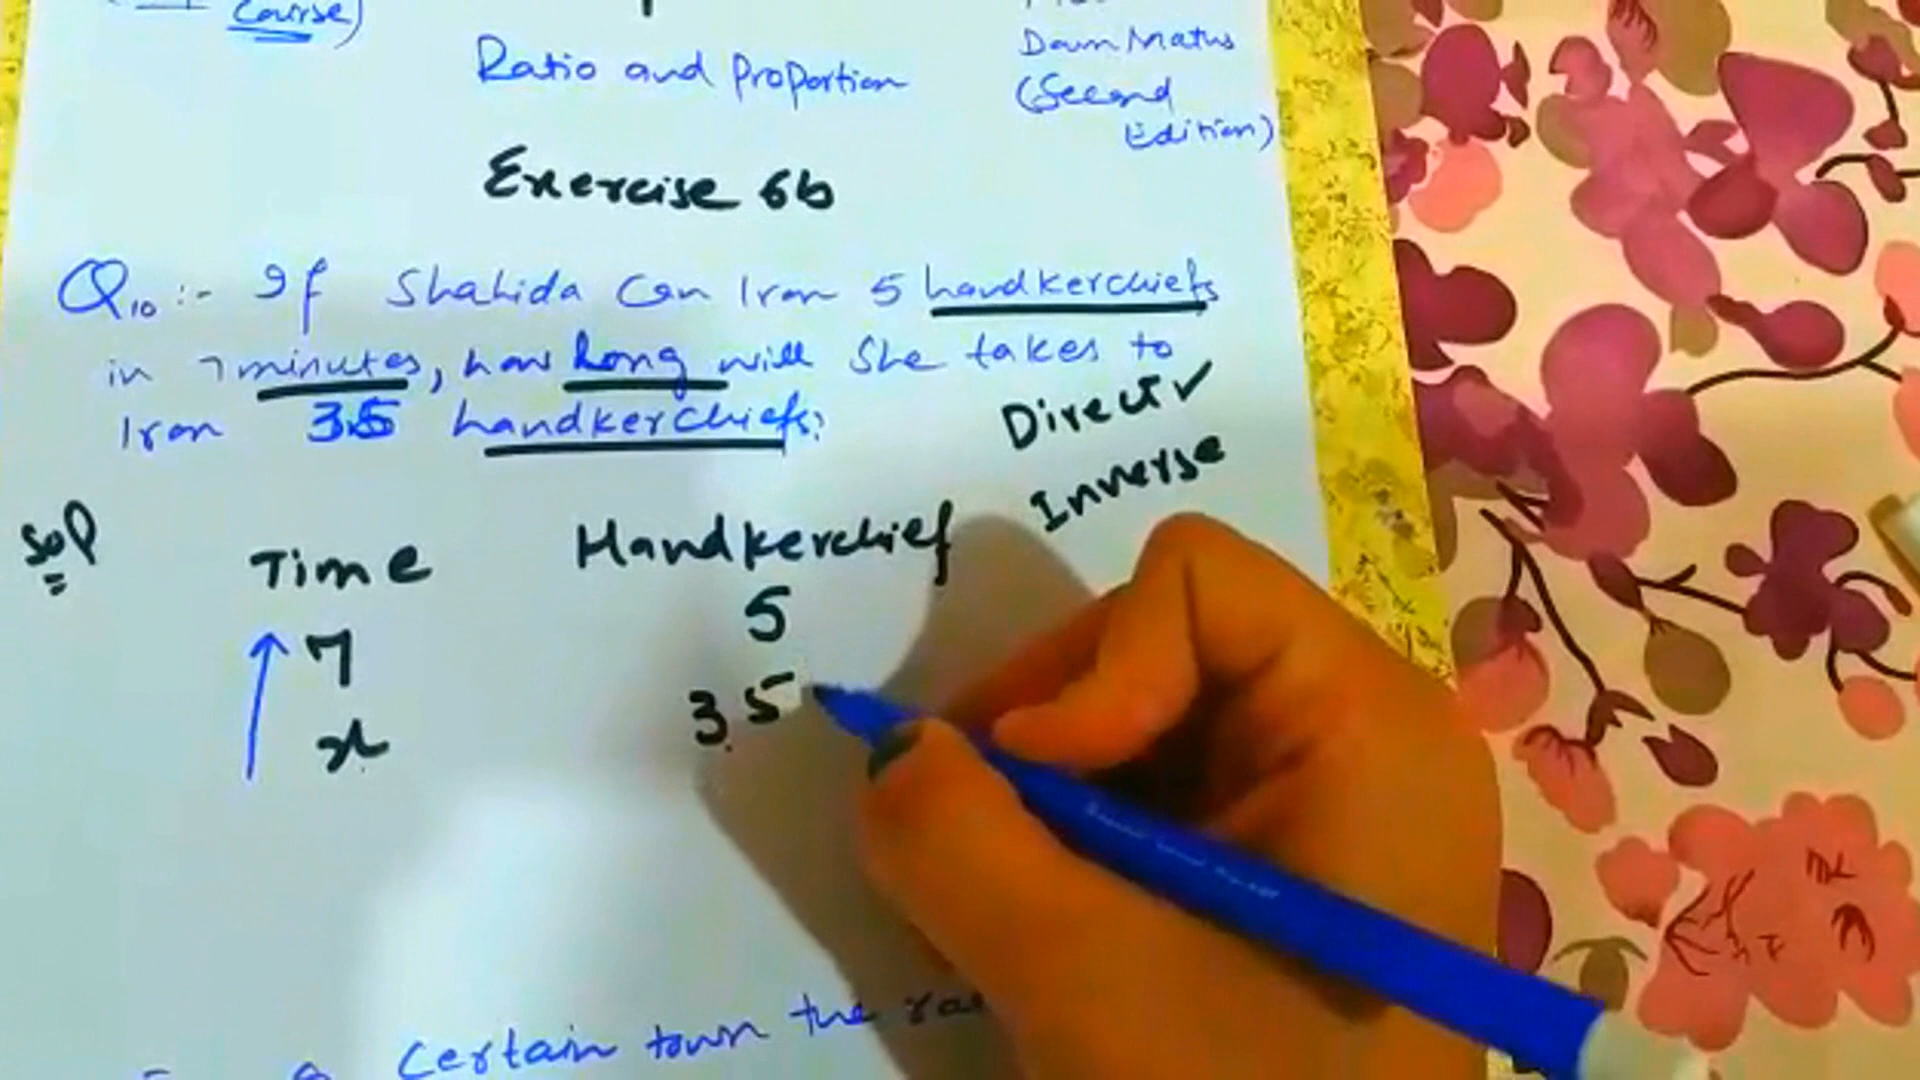 Course)
Ratio and Proportion
Maths
(Second
Edition)
Exercise 6b
Q10 :- If Shahida Can Iron 5 handkerchiefs
in 7 minutes, how Long will She takes to
Iron 35 handkerchiefs?
Direct ✓
Inverse
Sol
Time Handkerchief
7 5
x 35
Certain town the